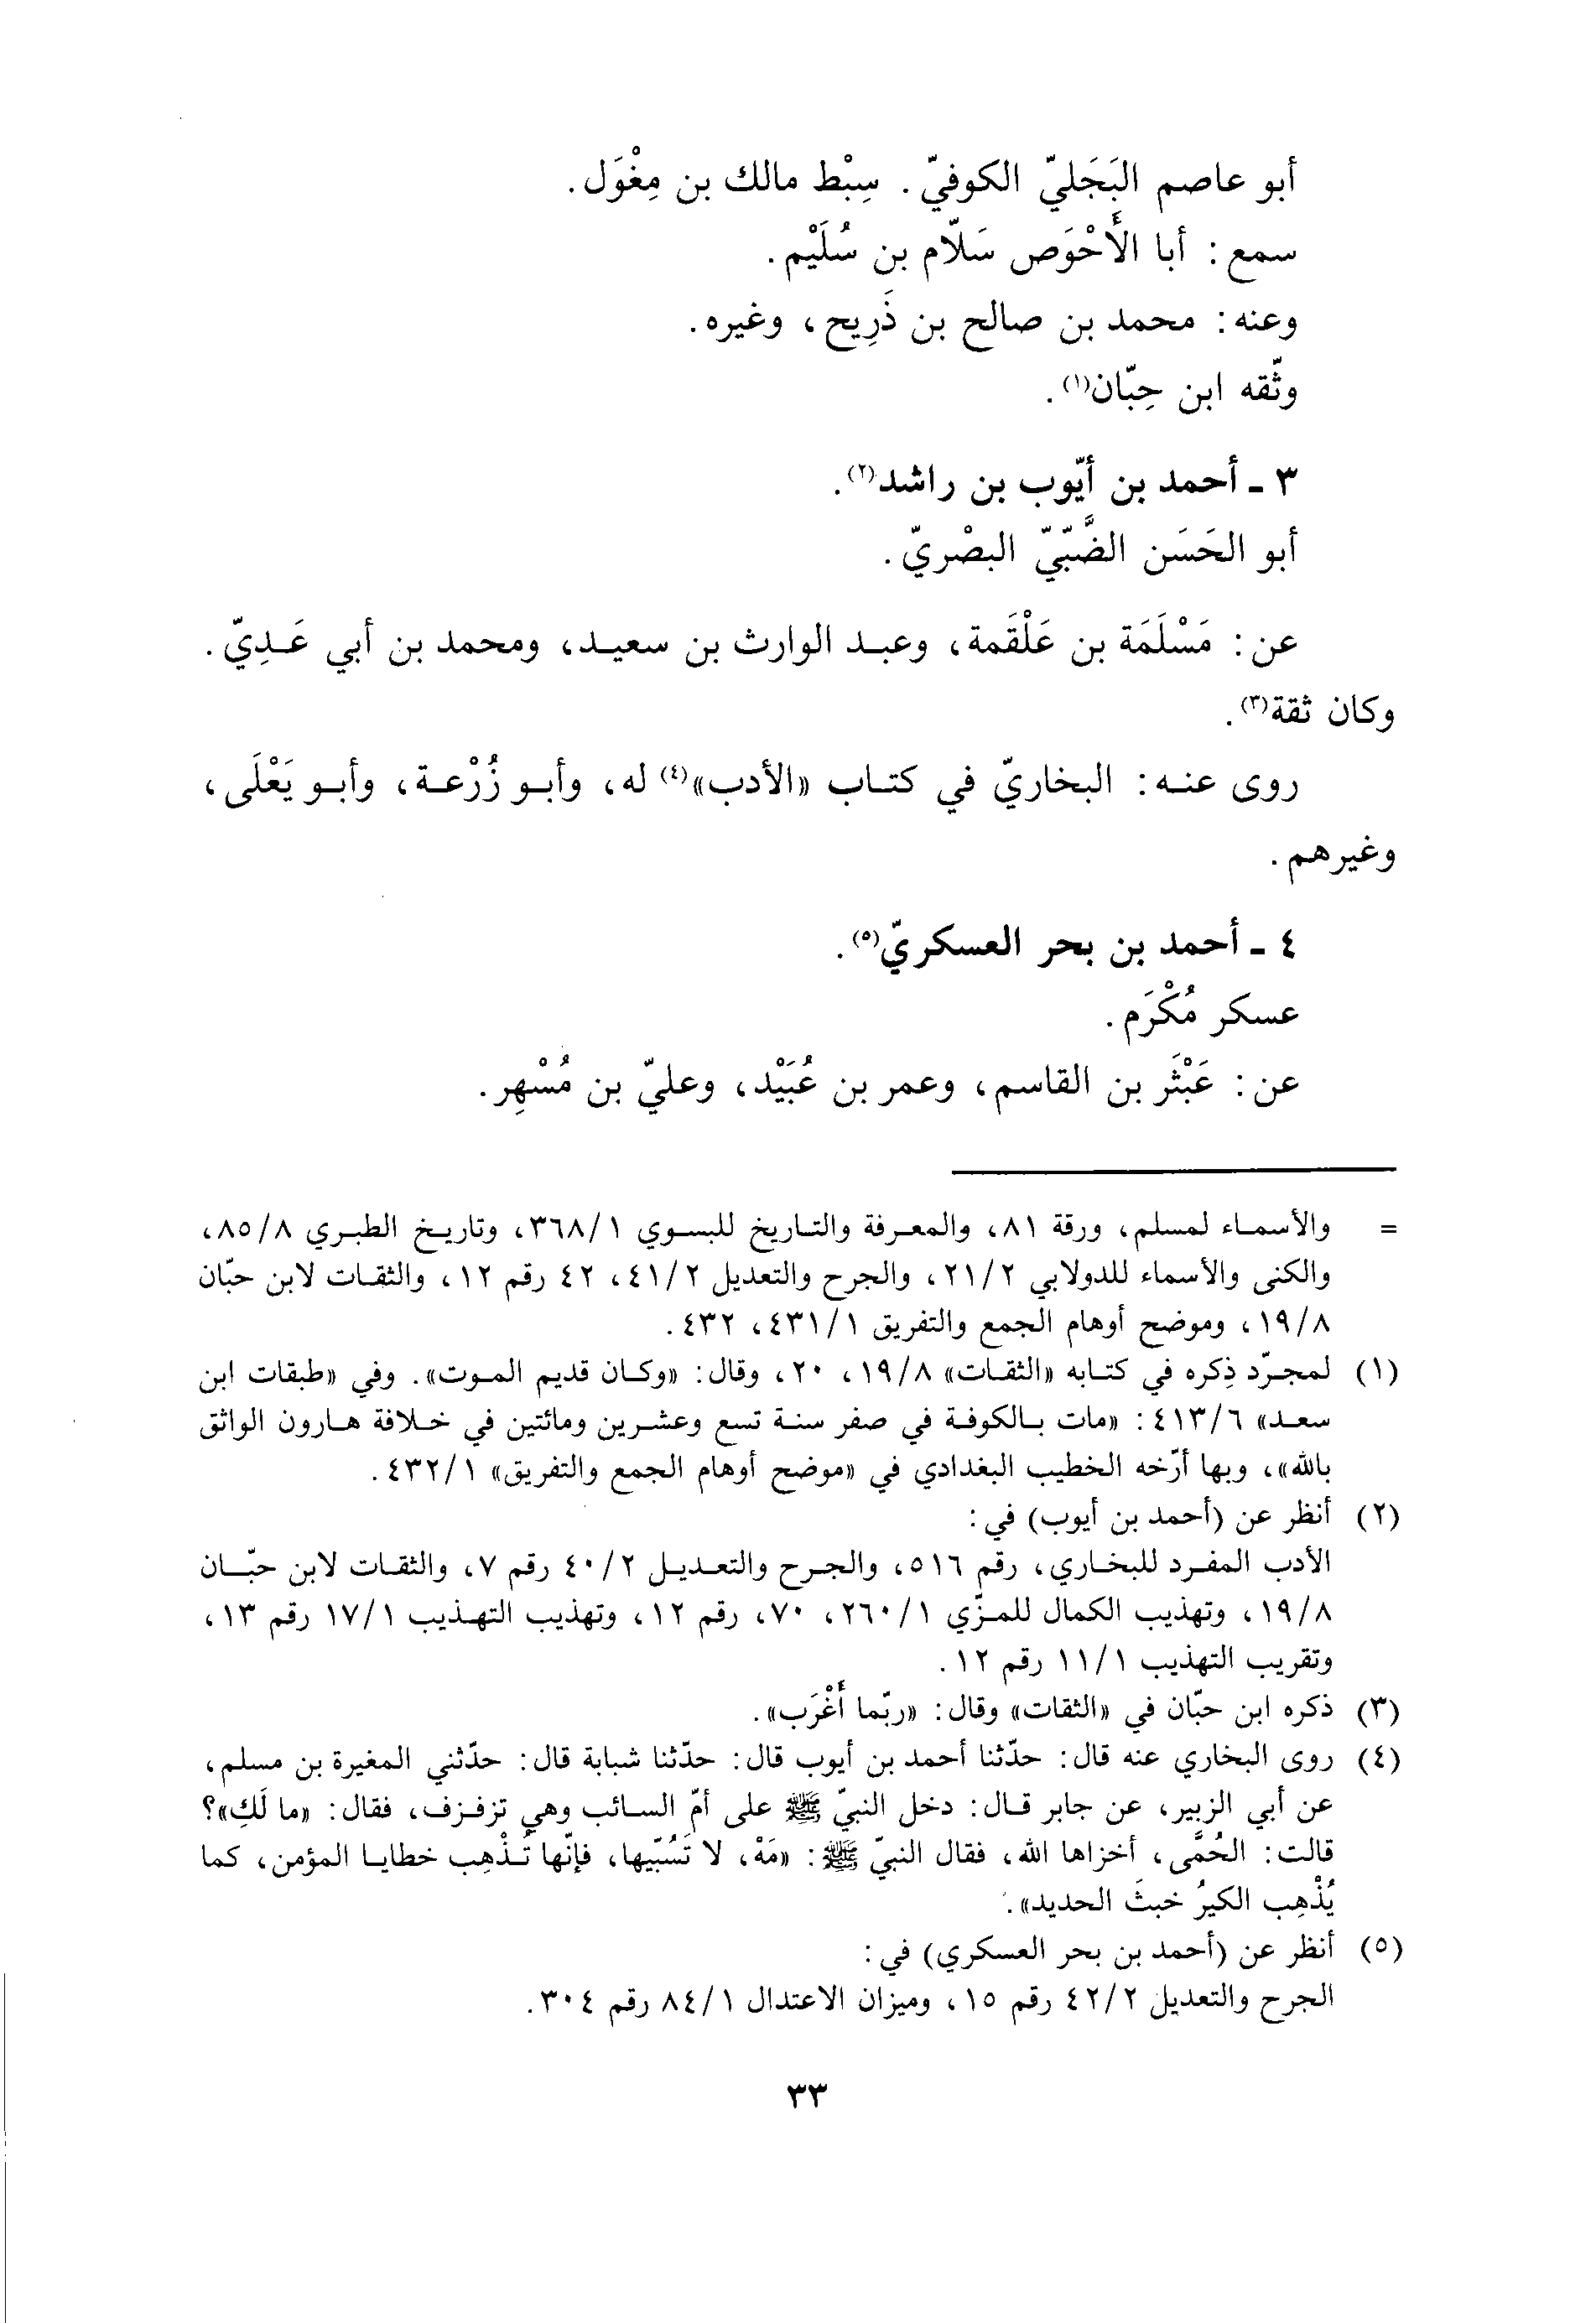 أبو عاصم البَجَليّ الكوفيّ. سِبْط مالك بن مِغْوَل.
سمع: أبا الأَحْوَص سَلّام بن سُلَيْم.
وعنه: محمد بن صالح بن ذَرِيح، وغيره.
وثّقه ابن حِبّان(١).
٣ ـ أحمد بن أيّوب بن راشد(٢).
أبو الحَسَن الضَّبّيّ البصْريّ.
عن: مَسْلَمَة بن عَلْقَمة، وعبد الوارث بن سعيد، ومحمد بن أبي عَدِيّ.
وكان ثقة(٣).
روى عنه: البخاريّ في كتاب «الأدب»(٤) له، وأبو زُرْعة، وأبو يَعْلَى،
وغيرهم.
٤ ـ أحمد بن بحر العسكريّ(٥).
عسكر مُكْرَم.
عن: عَبْثَر بن القاسم، وعمر بن عُبَيْد، وعليّ بن مُسْهِر.
= والأسماء لمسلم، ورقة ٨١، والمعرفة والتاريخ للبسوي ٣٦٨/١، وتاريخ الطبري ٨٥/٨،
والكنى والأسماء للدولابي ٢١/٢، والجرح والتعديل ٤١/٢، ٤٢ رقم ١٢، والثقات لابن حبّان
١٩/٨، وموضح أوهام الجمع والتفريق ٤٣١/١، ٤٣٢.
(١) لمجرّد ذِكره في كتابه «الثقات» ١٩/٨، ٢٠، وقال: «وكان قديم الموت». وفي «طبقات ابن
سعد» ٤١٣/٦: «مات بالكوفة في صفر سنة تسع وعشرين ومائتين في خلافة هارون الواثق
بالله»، وبها أرّخه الخطيب البغدادي في «موضح أوهام الجمع والتفريق» ٤٣٢/١.
(٢) أنظر عن (أحمد بن أيوب) في:
الأدب المفرد للبخاري، رقم ٥١٦، والجرح والتعديل ٤٠/٢ رقم ٧، والثقات لابن حبّان
١٩/٨، وتهذيب الكمال للمزّي ٢٦٠/١، ٧٠، رقم ١٢، وتهذيب التهذيب ١٧/١ رقم ١٣،
وتقريب التهذيب ١١/١ رقم ١٢.
(٣) ذكره ابن حبّان في «الثقات» وقال: «ربّما أَغْرَب».
(٤) روى البخاري عنه قال: حدّثنا أحمد بن أيوب قال: حدّثنا شبابة قال: حدّثني المغيرة بن مسلم،
عن أبي الزبير، عن جابر قال: دخل النبيّ ﷺ على أمّ السائب وهي تزفزف، فقال: «ما لَكِ»؟
قالت: الحُمَّى، أخزاها الله، فقال النبيّ ﷺ: «مَهْ، لا تَسُبّيها، فإنّها تُذْهِب خطايا المؤمن، كما
يُذْهِب الكيرُ خبثَ الحديد».
(٥) أنظر عن (أحمد بن بحر العسكري) في:
الجرح والتعديل ٤٢/٢ رقم ١٥، وميزان الاعتدال ٨٤/١ رقم ٣٠٤.
٣٣